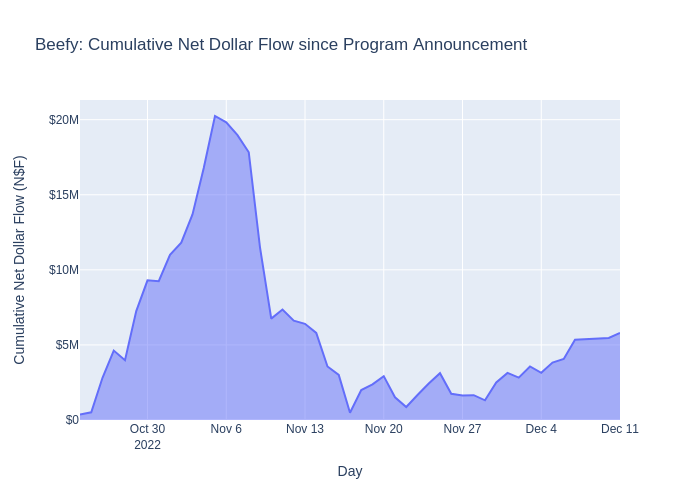 Beefy: Cumulative Net Dollar Flow since Program Announcement
Cumulative Net Dollar Flow (N$F)
$20M
$15M
$10M
$5M
$0
Oct 30
2022
Nov 6
Nov 13
Nov 20
Nov 27
Dec 4
Dec 11
Day